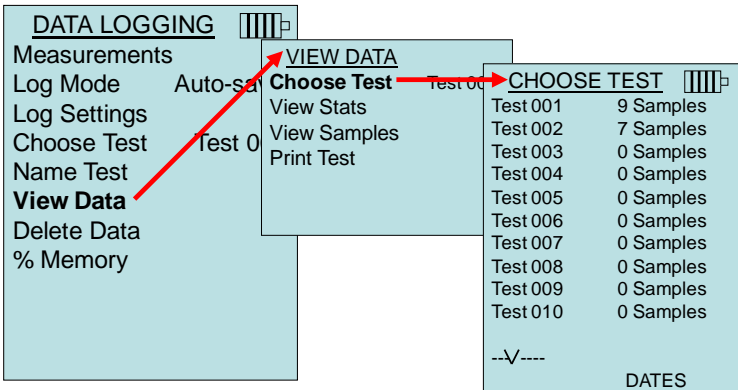 DATA LOGGING
Measurements
Log Mode Auto-sav
Log Settings
Choose Test Test 0
Name Test
View Data
Delete Data
% Memory
VIEW DATA
Choose Test Test 00
View Stats
View Samples
Print Test
CHOOSE TEST
Test 001 9 Samples
Test 002 7 Samples
Test 003 0 Samples
Test 004 0 Samples
Test 005 0 Samples
Test 006 0 Samples
Test 007 0 Samples
Test 008 0 Samples
Test 009 0 Samples
Test 010 0 Samples
--\/----
DATES